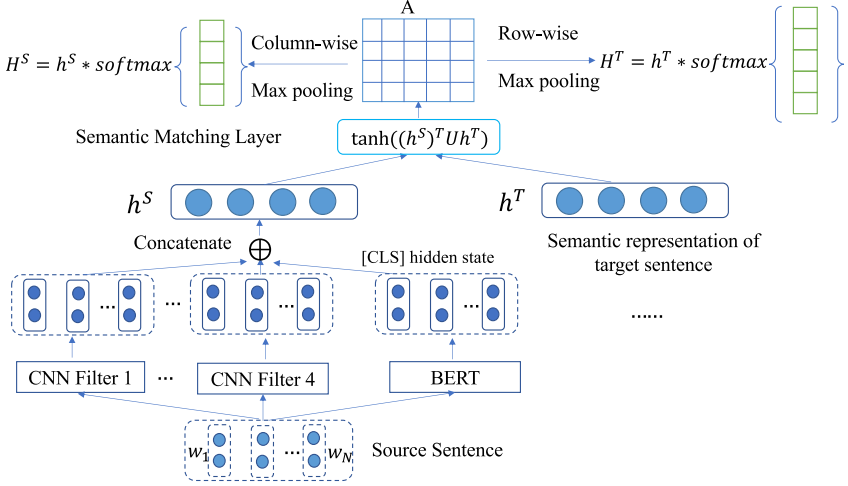 A
H^S = h^S * softmax
Column-wise
Max pooling
Row-wise
Max pooling
H^T = h^T * softmax
Semantic Matching Layer
tanh((h^S)^T U h^T)
h^S
h^T
Concatenate
[CLS] hidden state
Semantic representation of
target sentence
...
...
...
...
......
CNN Filter 1
...
CNN Filter 4
BERT
w_1
...
w_N
Source Sentence